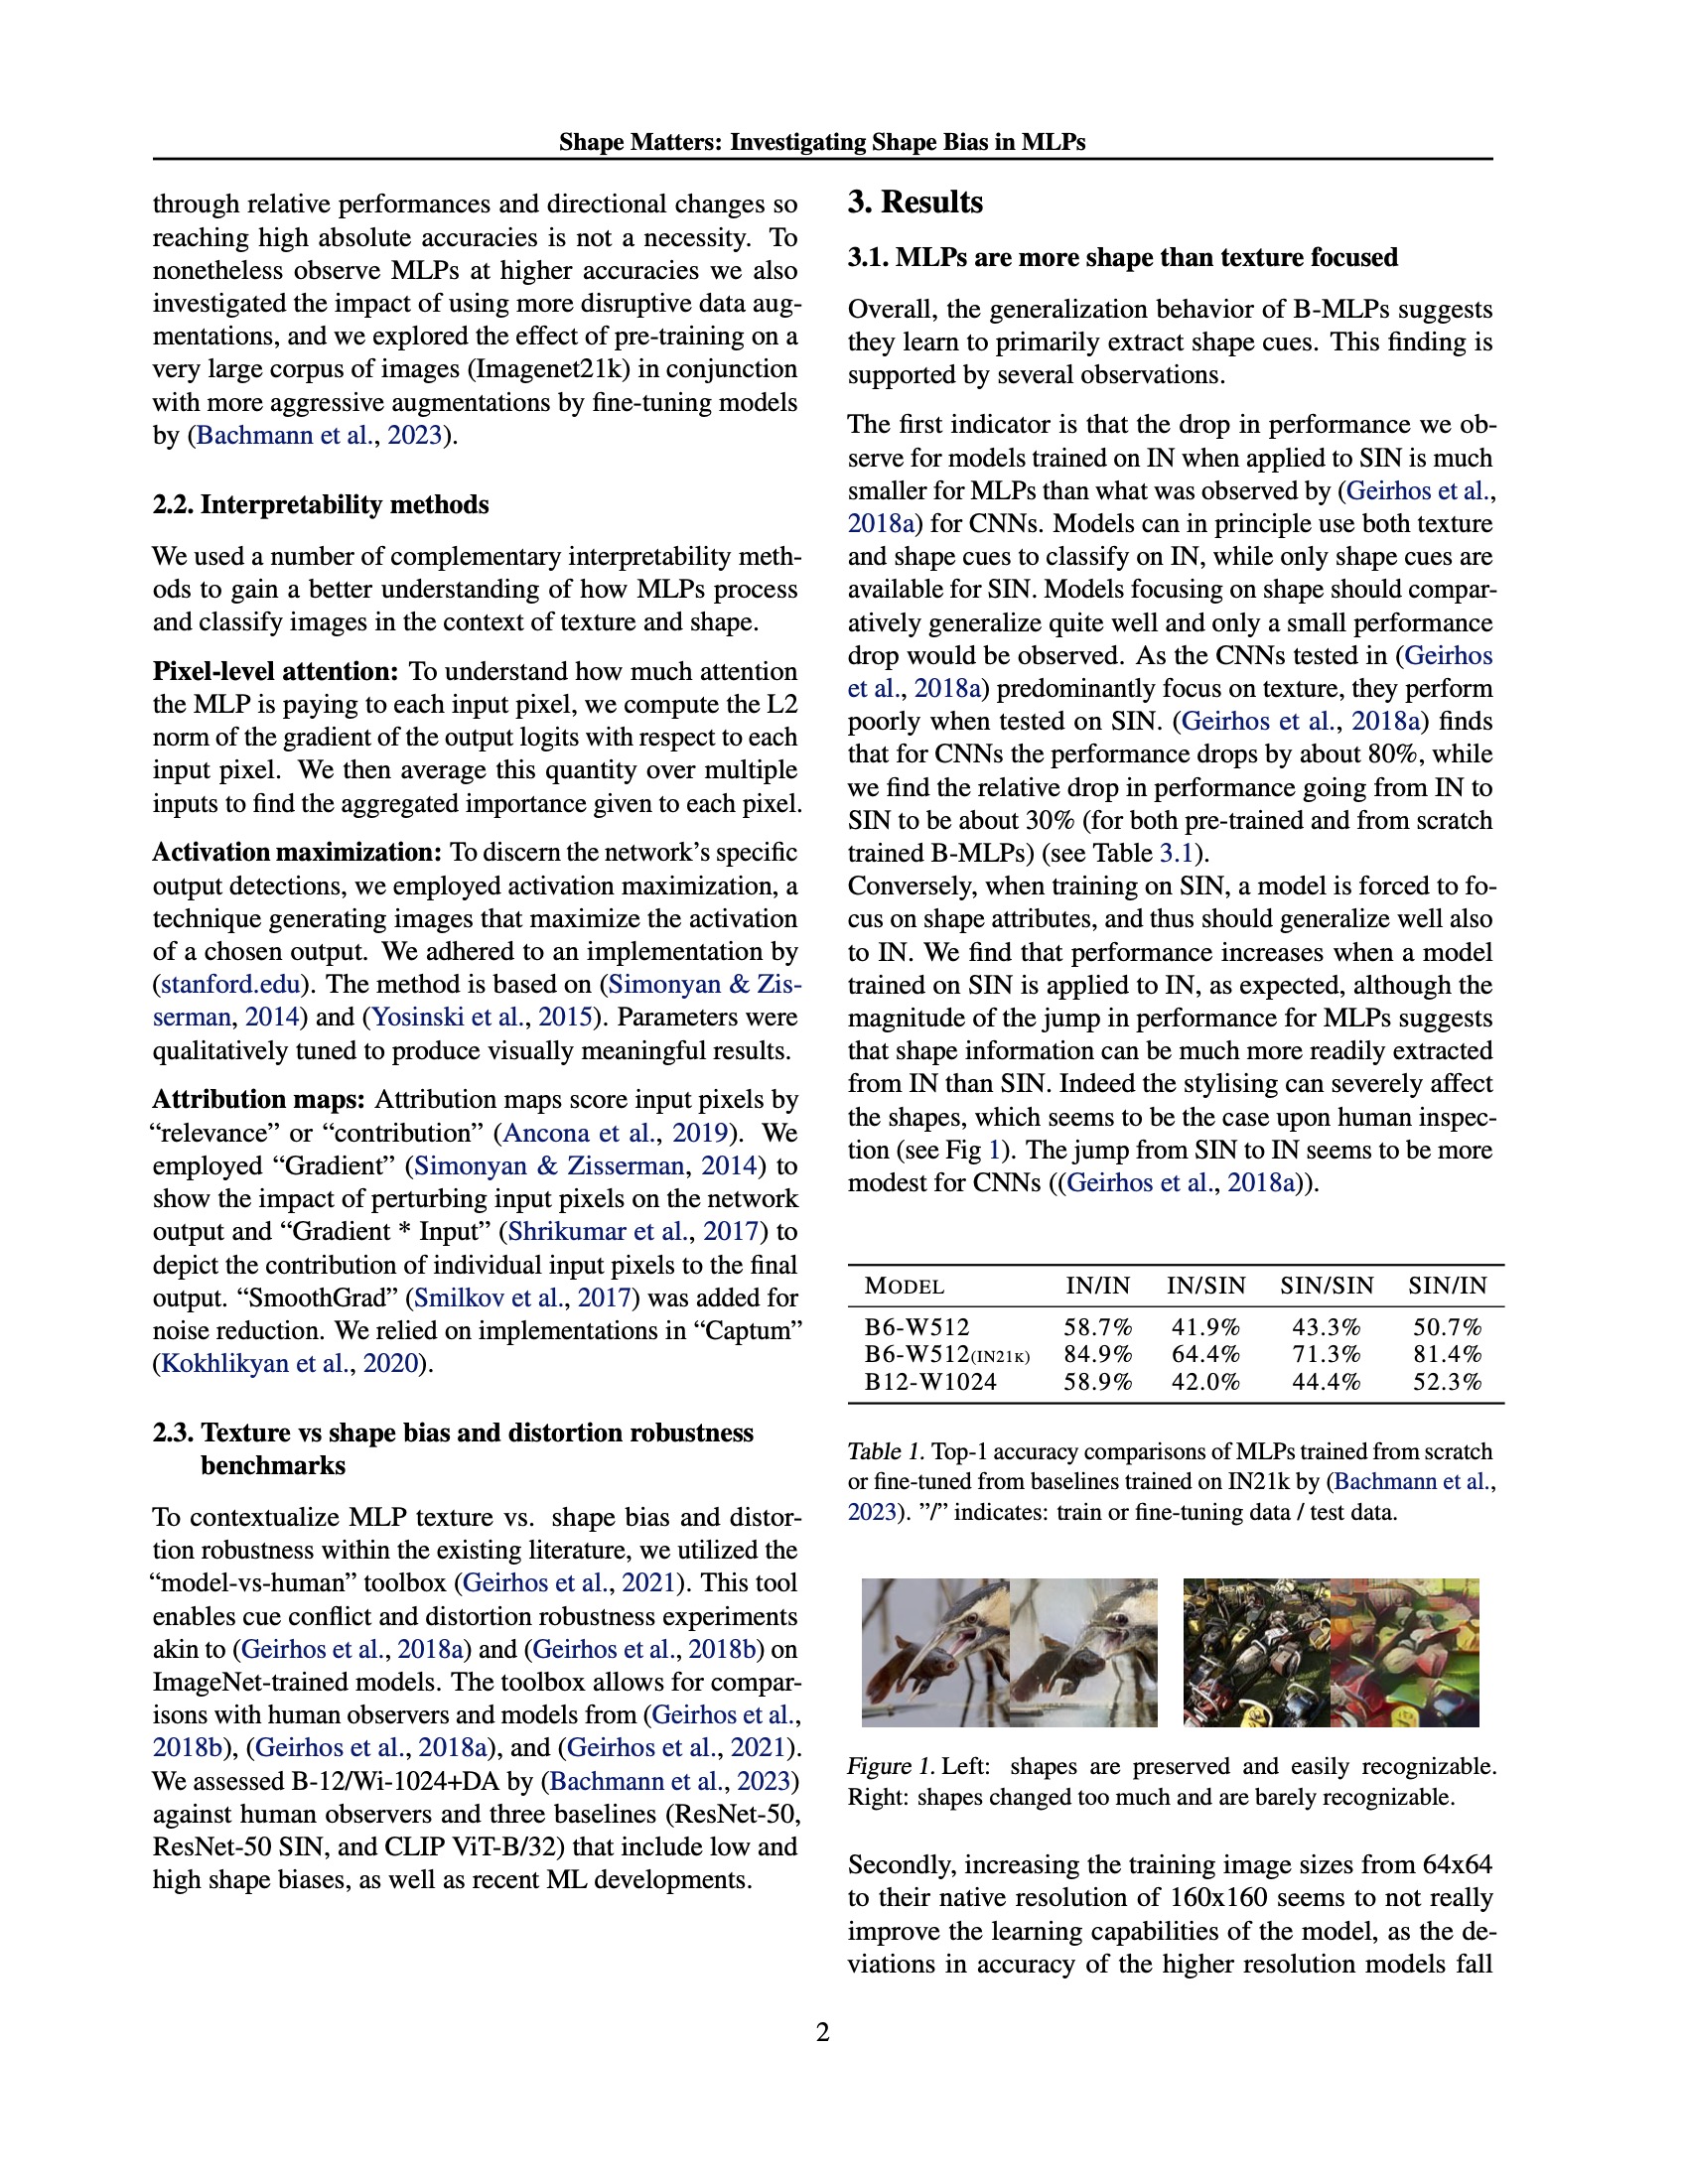 Shape Matters: Investigating Shape Bias in MLPs
through relative performances and directional changes so
reaching high absolute accuracies is not a necessity. To
nonetheless observe MLPs at higher accuracies we also
investigated the impact of using more disruptive data aug-
mentations, and we explored the effect of pre-training on a
very large corpus of images (Imagenet21k) in conjunction
with more aggressive augmentations by fine-tuning models
by (Bachmann et al., 2023).
2.2. Interpretability methods
We used a number of complementary interpretability meth-
ods to gain a better understanding of how MLPs process
and classify images in the context of texture and shape.
Pixel-level attention: To understand how much attention
the MLP is paying to each input pixel, we compute the L2
norm of the gradient of the output logits with respect to each
input pixel. We then average this quantity over multiple
inputs to find the aggregated importance given to each pixel.
Activation maximization: To discern the network's specific
output detections, we employed activation maximization, a
technique generating images that maximize the activation
of a chosen output. We adhered to an implementation by
(stanford.edu). The method is based on (Simonyan & Zis-
serman, 2014) and (Yosinski et al., 2015). Parameters were
qualitatively tuned to produce visually meaningful results.
Attribution maps: Attribution maps score input pixels by
“relevance” or “contribution” (Ancona et al., 2019). We
employed “Gradient” (Simonyan & Zisserman, 2014) to
show the impact of perturbing input pixels on the network
output and “Gradient * Input” (Shrikumar et al., 2017) to
depict the contribution of individual input pixels to the final
output. “SmoothGrad” (Smilkov et al., 2017) was added for
noise reduction. We relied on implementations in “Captum”
(Kokhlikyan et al., 2020).
2.3. Texture vs shape bias and distortion robustness
benchmarks
To contextualize MLP texture vs. shape bias and distor-
tion robustness within the existing literature, we utilized the
“model-vs-human” toolbox (Geirhos et al., 2021). This tool
enables cue conflict and distortion robustness experiments
akin to (Geirhos et al., 2018a) and (Geirhos et al., 2018b) on
ImageNet-trained models. The toolbox allows for compar-
isons with human observers and models from (Geirhos et al.,
2018b), (Geirhos et al., 2018a), and (Geirhos et al., 2021).
We assessed B-12/Wi-1024+DA by (Bachmann et al., 2023)
against human observers and three baselines (ResNet-50,
ResNet-50 SIN, and CLIP ViT-B/32) that include low and
high shape biases, as well as recent ML developments.
3. Results
3.1. MLPs are more shape than texture focused
Overall, the generalization behavior of B-MLPs suggests
they learn to primarily extract shape cues. This finding is
supported by several observations.
The first indicator is that the drop in performance we ob-
serve for models trained on IN when applied to SIN is much
smaller for MLPs than what was observed by (Geirhos et al.,
2018a) for CNNs. Models can in principle use both texture
and shape cues to classify on IN, while only shape cues are
available for SIN. Models focusing on shape should compar-
atively generalize quite well and only a small performance
drop would be observed. As the CNNs tested in (Geirhos
et al., 2018a) predominantly focus on texture, they perform
poorly when tested on SIN. (Geirhos et al., 2018a) finds
that for CNNs the performance drops by about 80%, while
we find the relative drop in performance going from IN to
SIN to be about 30% (for both pre-trained and from scratch
trained B-MLPs) (see Table 3.1).
Conversely, when training on SIN, a model is forced to fo-
cus on shape attributes, and thus should generalize well also
to IN. We find that performance increases when a model
trained on SIN is applied to IN, as expected, although the
magnitude of the jump in performance for MLPs suggests
that shape information can be much more readily extracted
from IN than SIN. Indeed the stylising can severely affect
the shapes, which seems to be the case upon human inspec-
tion (see Fig 1). The jump from SIN to IN seems to be more
modest for CNNs ((Geirhos et al., 2018a)).
MODEL IN/IN IN/SIN SIN/SIN SIN/IN
B6-W512 58.7% 41.9% 43.3% 50.7%
B6-W512(IN21K) 84.9% 64.4% 71.3% 81.4%
B12-W1024 58.9% 42.0% 44.4% 52.3%
Table 1. Top-1 accuracy comparisons of MLPs trained from scratch
or fine-tuned from baselines trained on IN21k by (Bachmann et al.,
2023). ”/” indicates: train or fine-tuning data / test data.
Figure 1. Left: shapes are preserved and easily recognizable.
Right: shapes changed too much and are barely recognizable.
Secondly, increasing the training image sizes from 64x64
to their native resolution of 160x160 seems to not really
improve the learning capabilities of the model, as the de-
viations in accuracy of the higher resolution models fall
2